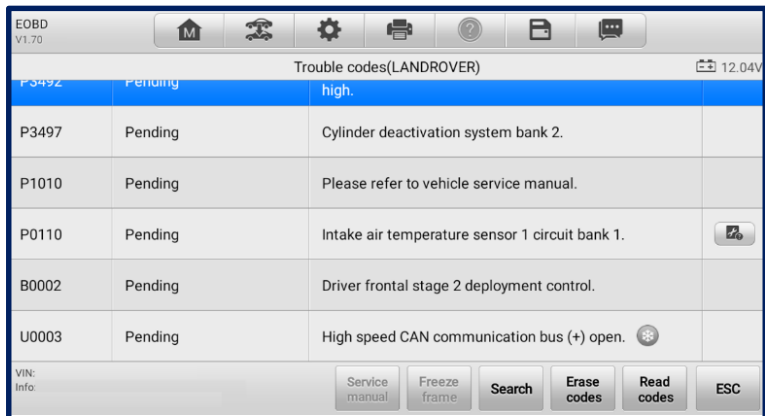 EOBD
V1.70
M
?
Trouble codes(LANDROVER)
12.04V
P3492 Pending high.
P3497 Pending Cylinder deactivation system bank 2.
P1010 Pending Please refer to vehicle service manual.
P0110 Pending Intake air temperature sensor 1 circuit bank 1.
B0002 Pending Driver frontal stage 2 deployment control.
U0003 Pending High speed CAN communication bus (+) open.
VIN:
Info:
Service
manual
Freeze
frame
Search
Erase
codes
Read
codes
ESC